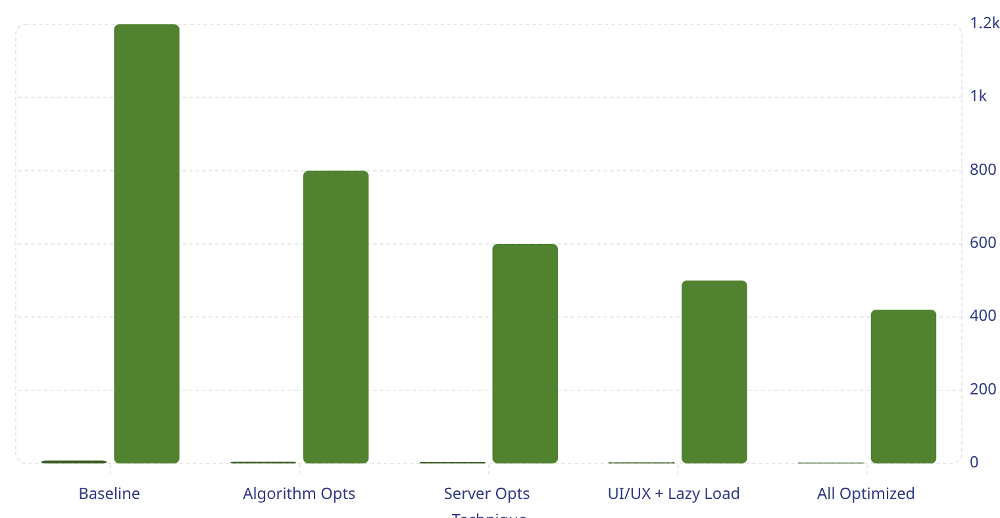 1.2k
1k
800
600
400
200
0
Baseline Algorithm Opts Server Opts UI/UX + Lazy Load All Optimized
Technique